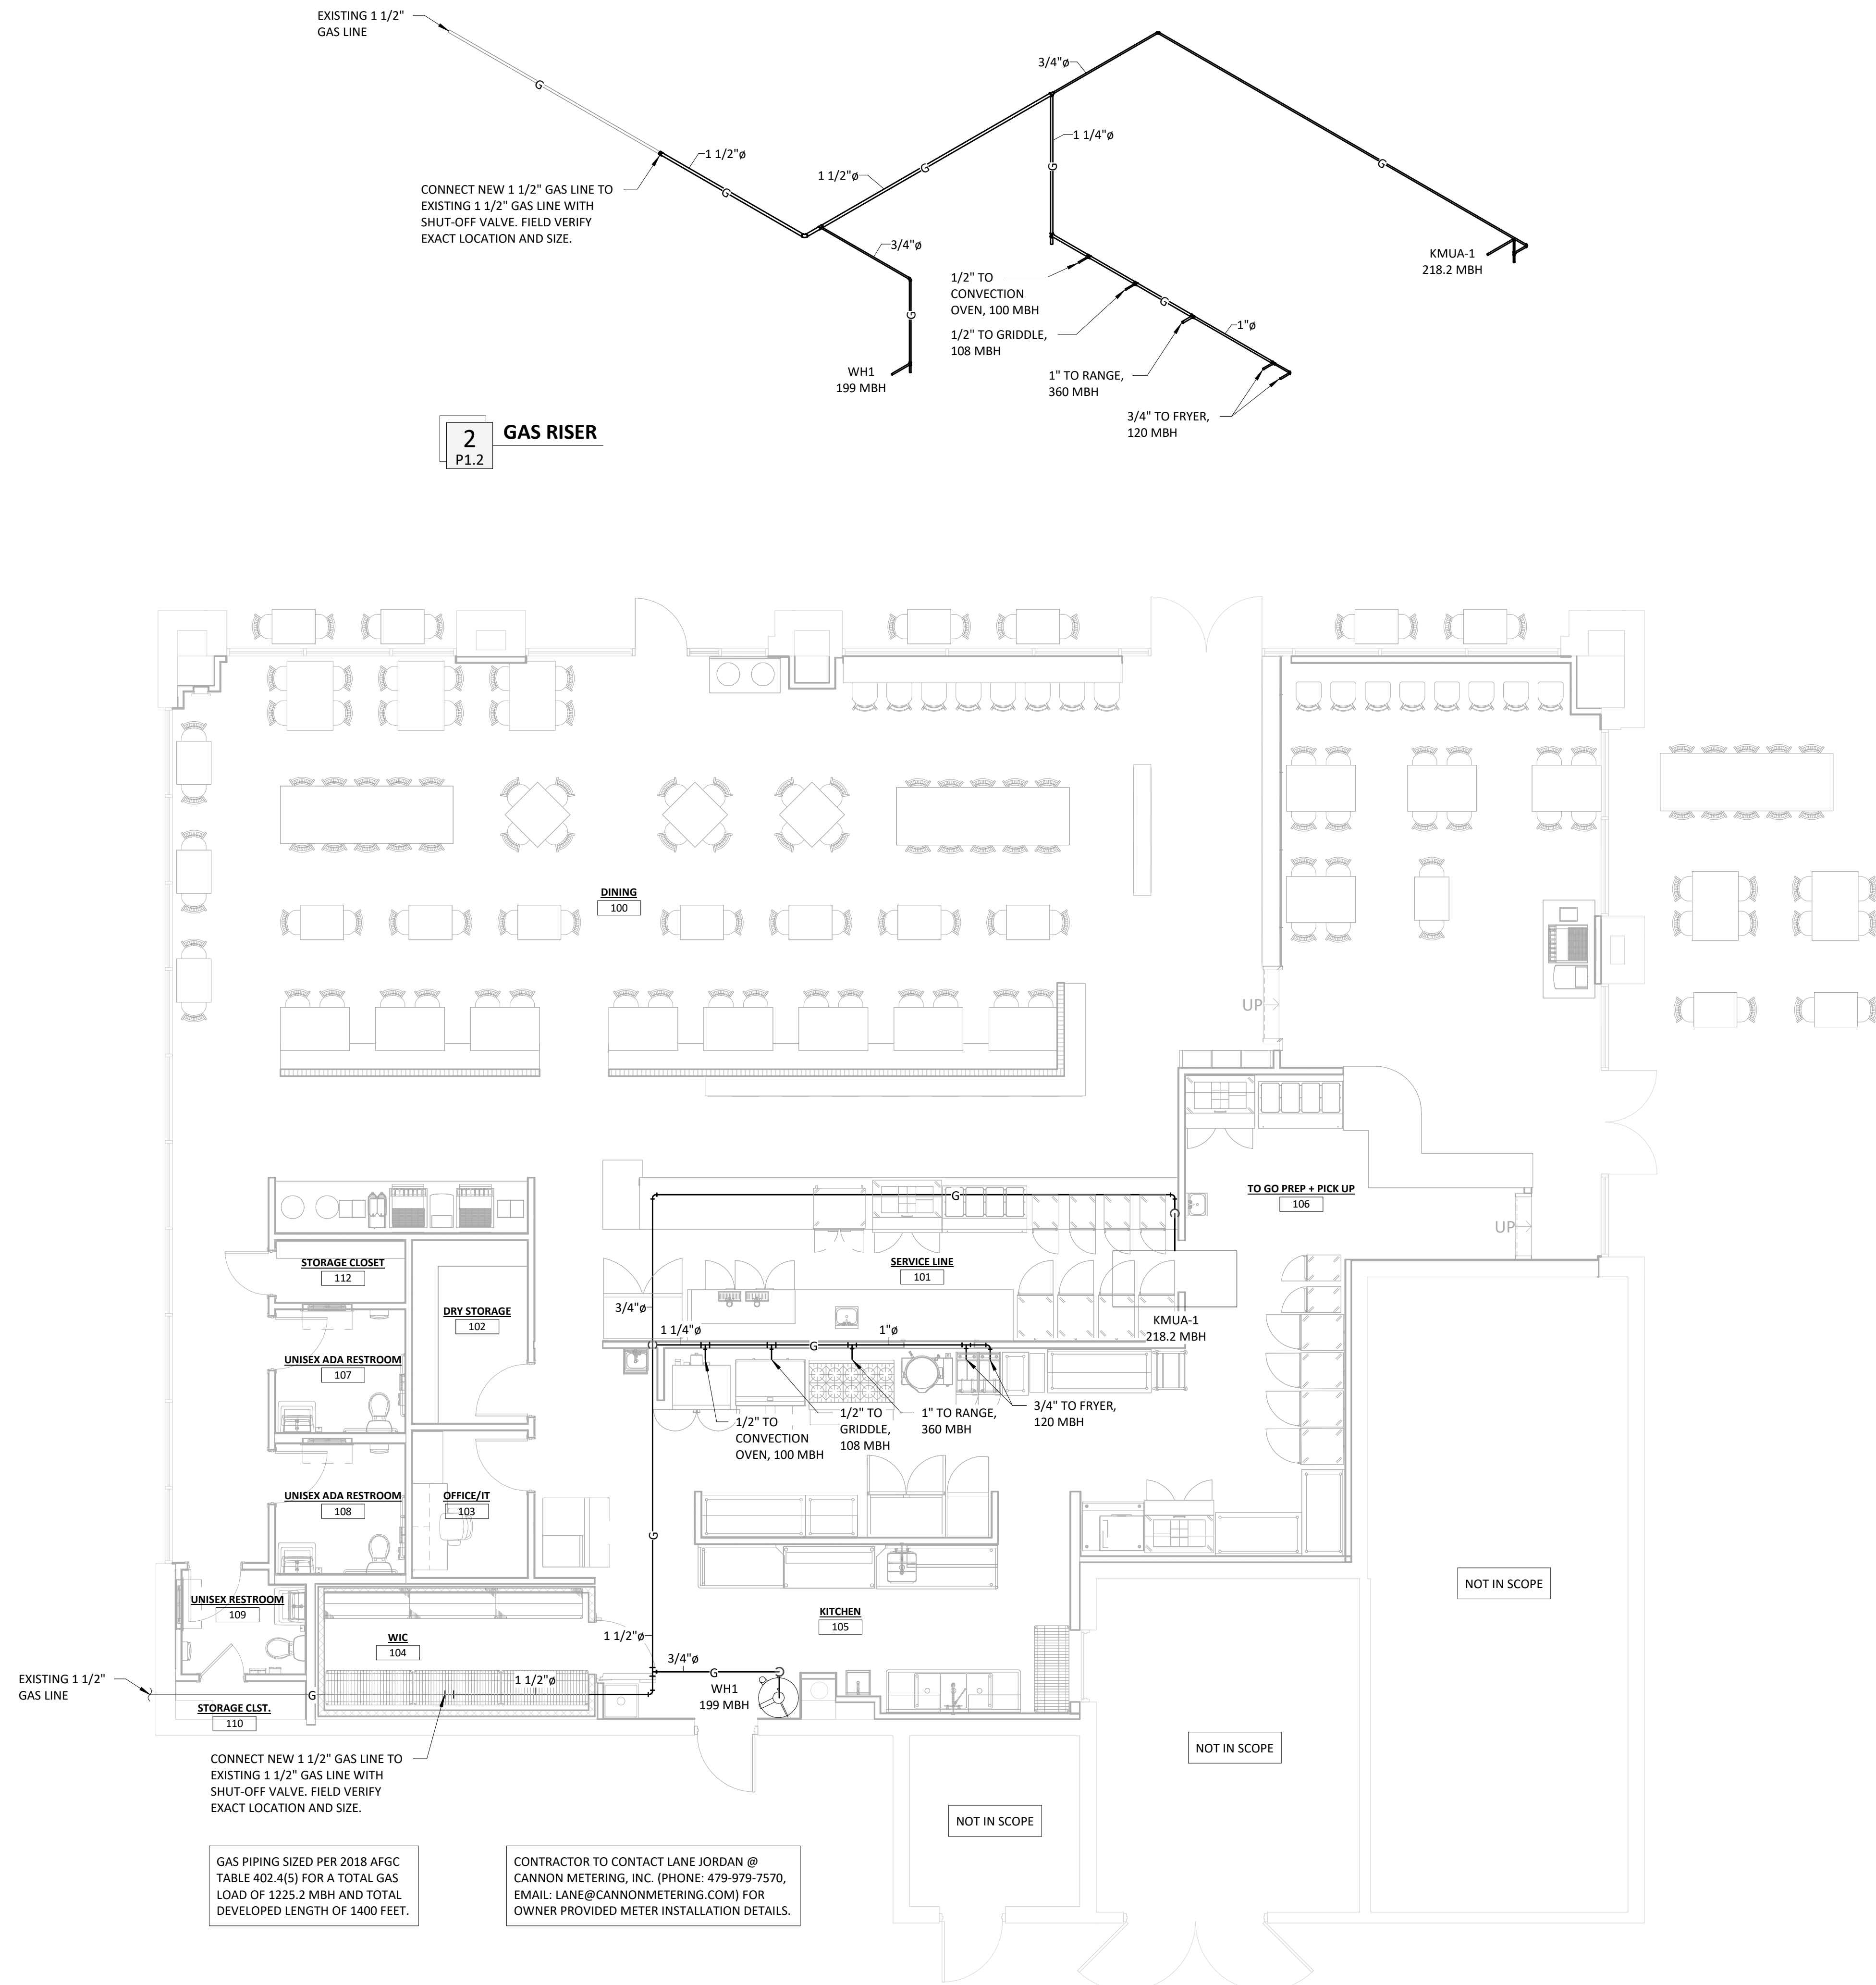 EXISTING 1 1/2"
GAS LINE
G
3/4"ø
1 1/4"ø
1 1/2"ø
G
CONNECT NEW 1 1/2" GAS LINE TO
EXISTING 1 1/2" GAS LINE WITH
SHUT-OFF VALVE. FIELD VERIFY
EXACT LOCATION AND SIZE.
1 1/2"ø
G
G
G
3/4"ø
G
KMUA-1
218.2 MBH
1/2" TO
CONVECTION
OVEN, 100 MBH
G
1/2" TO GRIDDLE,
108 MBH
G
1"ø
1" TO RANGE,
360 MBH
WH1
199 MBH
3/4" TO FRYER,
120 MBH
2
P1.2
GAS RISER
DINING
100
UP
TO GO PREP + PICK UP
106
UP
G
STORAGE CLOSET
112
SERVICE LINE
101
DRY STORAGE
102
3/4"ø
KMUA-1
218.2 MBH
1 1/4"ø
G
1"ø
UNISEX ADA RESTROOM
107
1/2" TO
CONVECTION
OVEN, 100 MBH
1/2" TO
GRIDDLE,
108 MBH
1" TO RANGE,
360 MBH
3/4" TO FRYER,
120 MBH
UNISEX ADA RESTROOM
108
OFFICE/IT
103
G
UNISEX RESTROOM
109
WIC
104
1 1/2"ø
KITCHEN
105
NOT IN SCOPE
3/4"ø
G
EXISTING 1 1/2"
GAS LINE
G
1 1/2"ø
WH1
199 MBH
STORAGE CLST.
110
NOT IN SCOPE
CONNECT NEW 1 1/2" GAS LINE TO
EXISTING 1 1/2" GAS LINE WITH
SHUT-OFF VALVE. FIELD VERIFY
EXACT LOCATION AND SIZE.
NOT IN SCOPE
GAS PIPING SIZED PER 2018 AFGC
TABLE 402.4(5) FOR A TOTAL GAS
LOAD OF 1225.2 MBH AND TOTAL
DEVELOPED LENGTH OF 1400 FEET.
CONTRACTOR TO CONTACT LANE JORDAN @
CANNON METERING, INC. (PHONE: 479-979-7570,
EMAIL: LANE@CANNONMETERING.COM) FOR
OWNER PROVIDED METER INSTALLATION DETAILS.